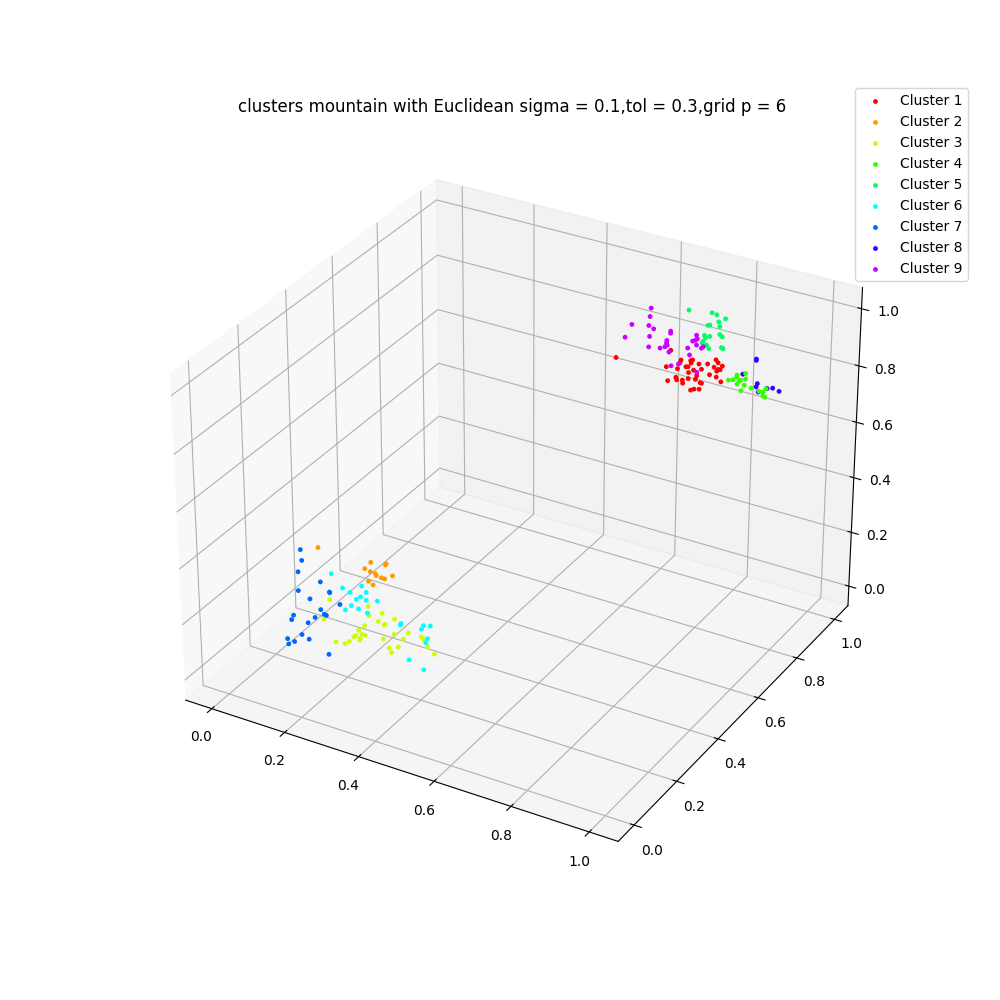 clusters mountain with Euclidean sigma = 0.1,tol = 0.3,grid p = 6
Cluster 1
Cluster 2
Cluster 3
Cluster 4
Cluster 5
Cluster 6
Cluster 7
Cluster 8
Cluster 9
1.0
0.8
0.6
0.4
0.2
0.0
1.0
0.8
0.6
0.4
0.2
0.0
0.0
0.2
0.4
0.6
0.8
1.0